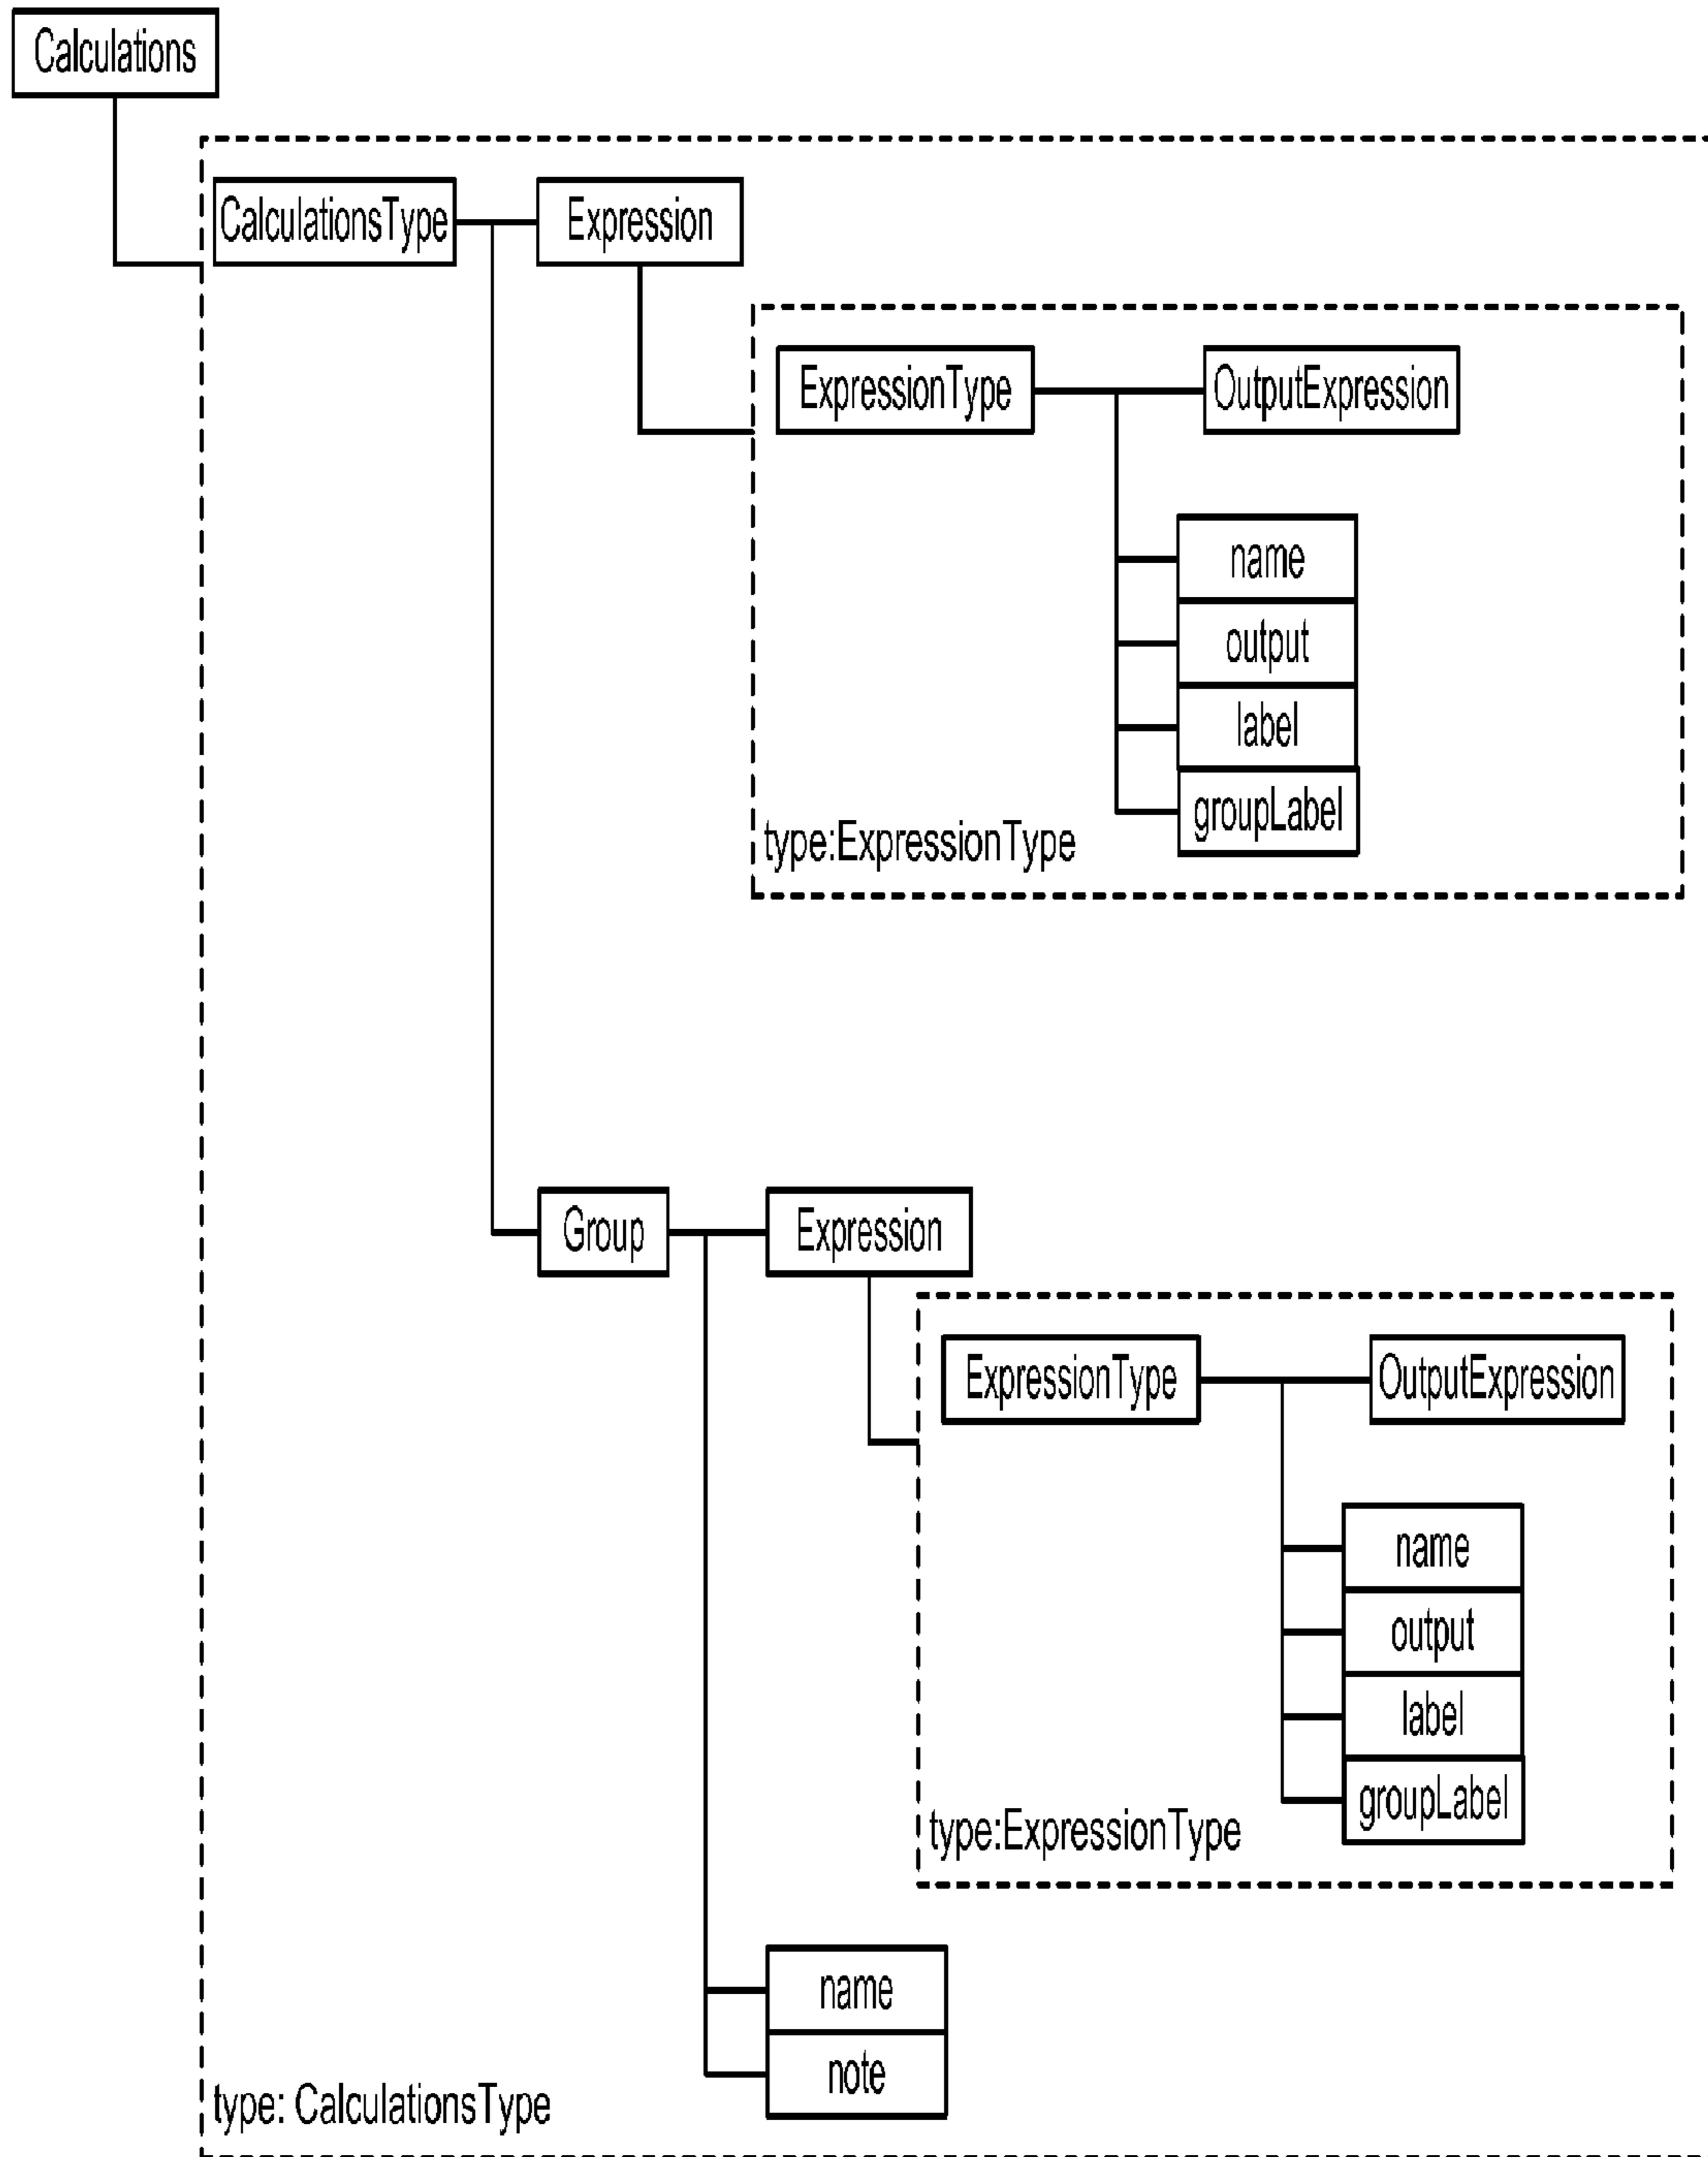 Calculations
CalculationsType
Expression
ExpressionType
OutputExpression
name
output
label
groupLabel
type:ExpressionType
Group
Expression
ExpressionType
OutputExpression
name
output
label
groupLabel
type:ExpressionType
name
note
type: CalculationsType